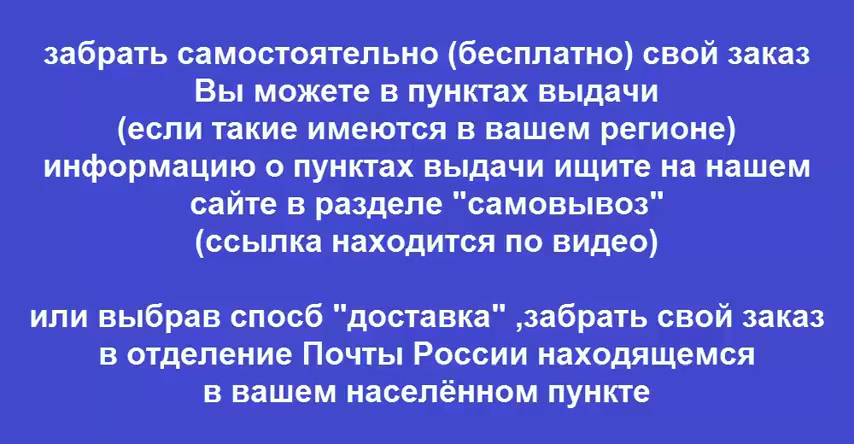 забрать самостоятельно (бесплатно) свой заказ
Вы можете в пунктах выдачи
(если такие имеются в вашем регионе)
информацию о пунктах выдачи ищите на нашем
сайте в разделе "самовывоз"
(ссылка находится по видео)
или выбрав спосб "доставка" ,забрать свой заказ
в отделение Почты России находящемся
в вашем населённом пункте